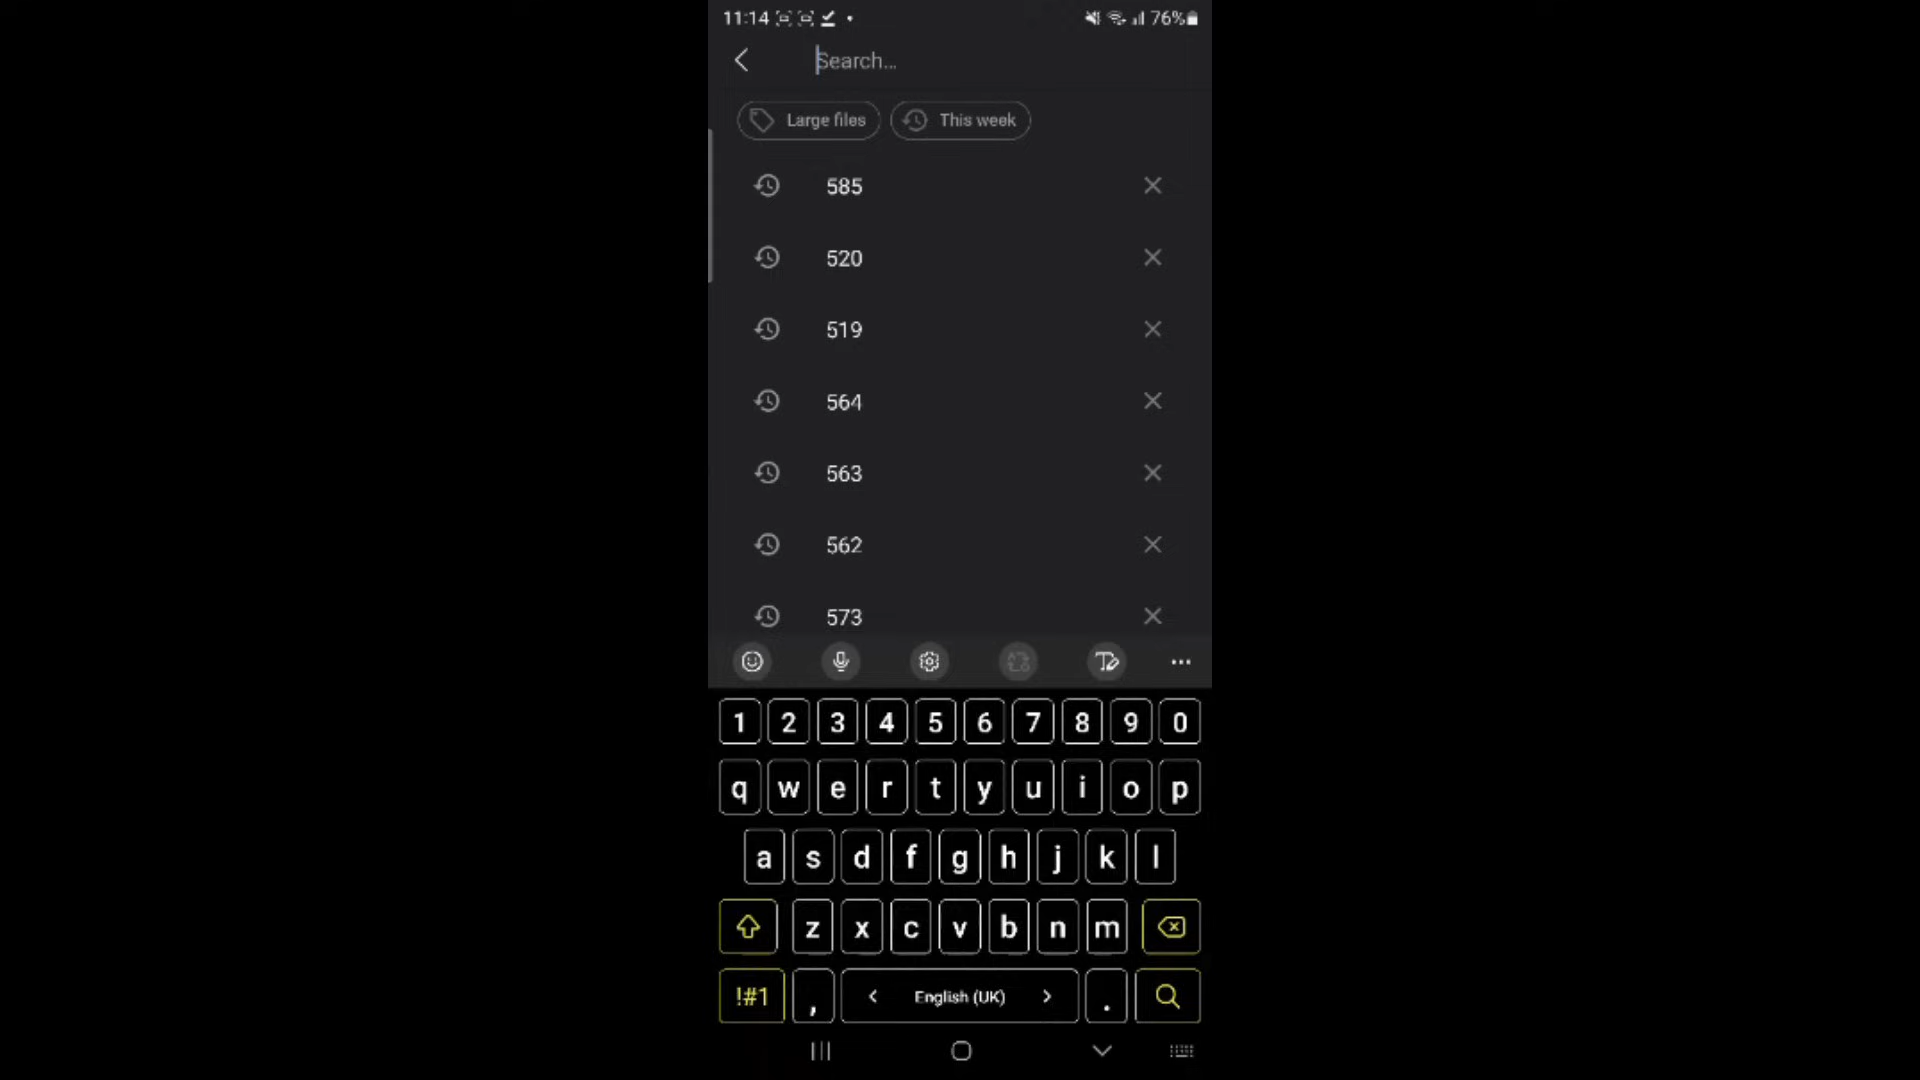 11:14 76%
Search...
Large files This week
585
520
519
564
563
562
573
1 2 3 4 5 6 7 8 9 0
q w e r t y u i o p
a s d f g h j k l
z x c v b n m
!#1 , < English (UK) > .